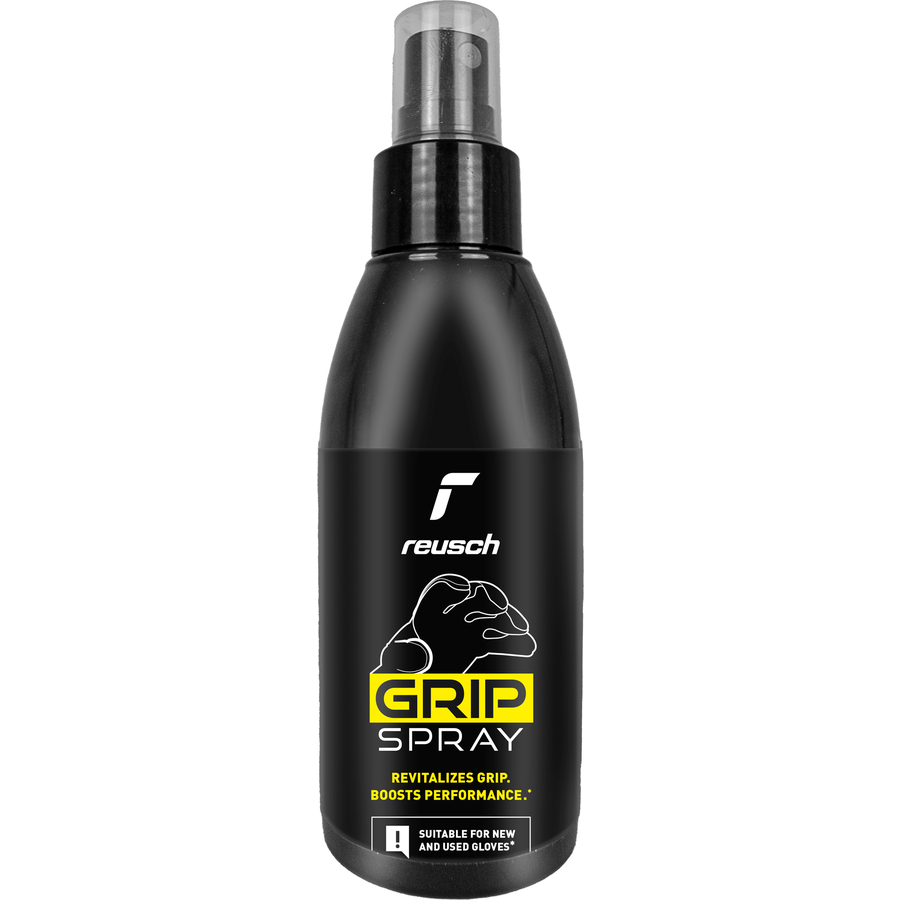 reusch
GRIP
SPRAY
REVITALIZES GRIP.
BOOSTS PERFORMANCE.*
! SUITABLE FOR NEW
AND USED GLOVES*